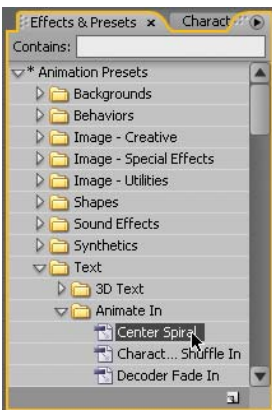 Effects & Presets × Charact
Contains:
* Animation Presets
Backgrounds
Behaviors
Image - Creative
Image - Special Effects
Image - Utilities
Shapes
Sound Effects
Synthetics
Text
3D Text
Animate In
Center Spiral
Charact... Shuffle In
Decoder Fade In